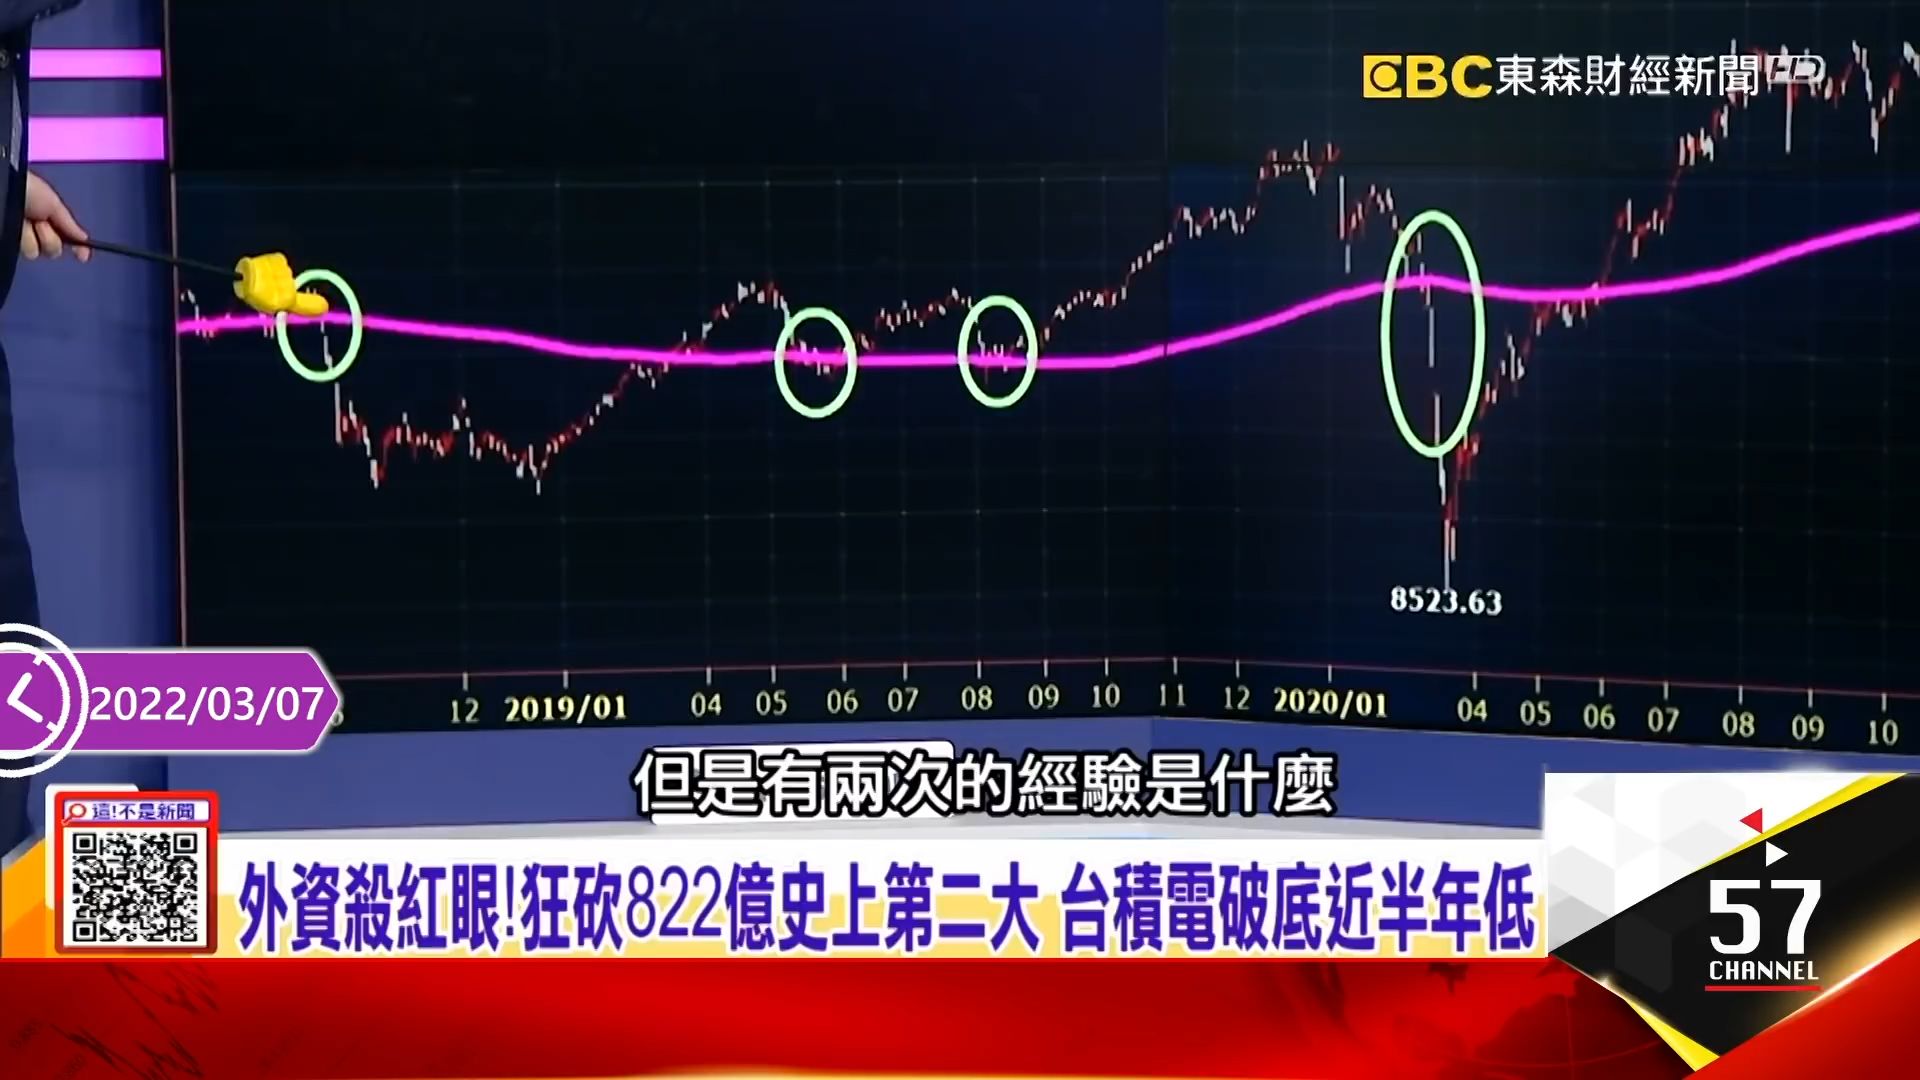 EBC東森財經新聞HD
8523.63
12 2019/01 04 05 06 07 08 09 10 11 12 2020/01 04 05 06 07 08 09 10
2022/03/07
但是有兩次的經驗是什麼
這!不是新聞
外資殺紅眼!狂砍822億史上第二大 台積電破底近半年低
57
CHANNEL